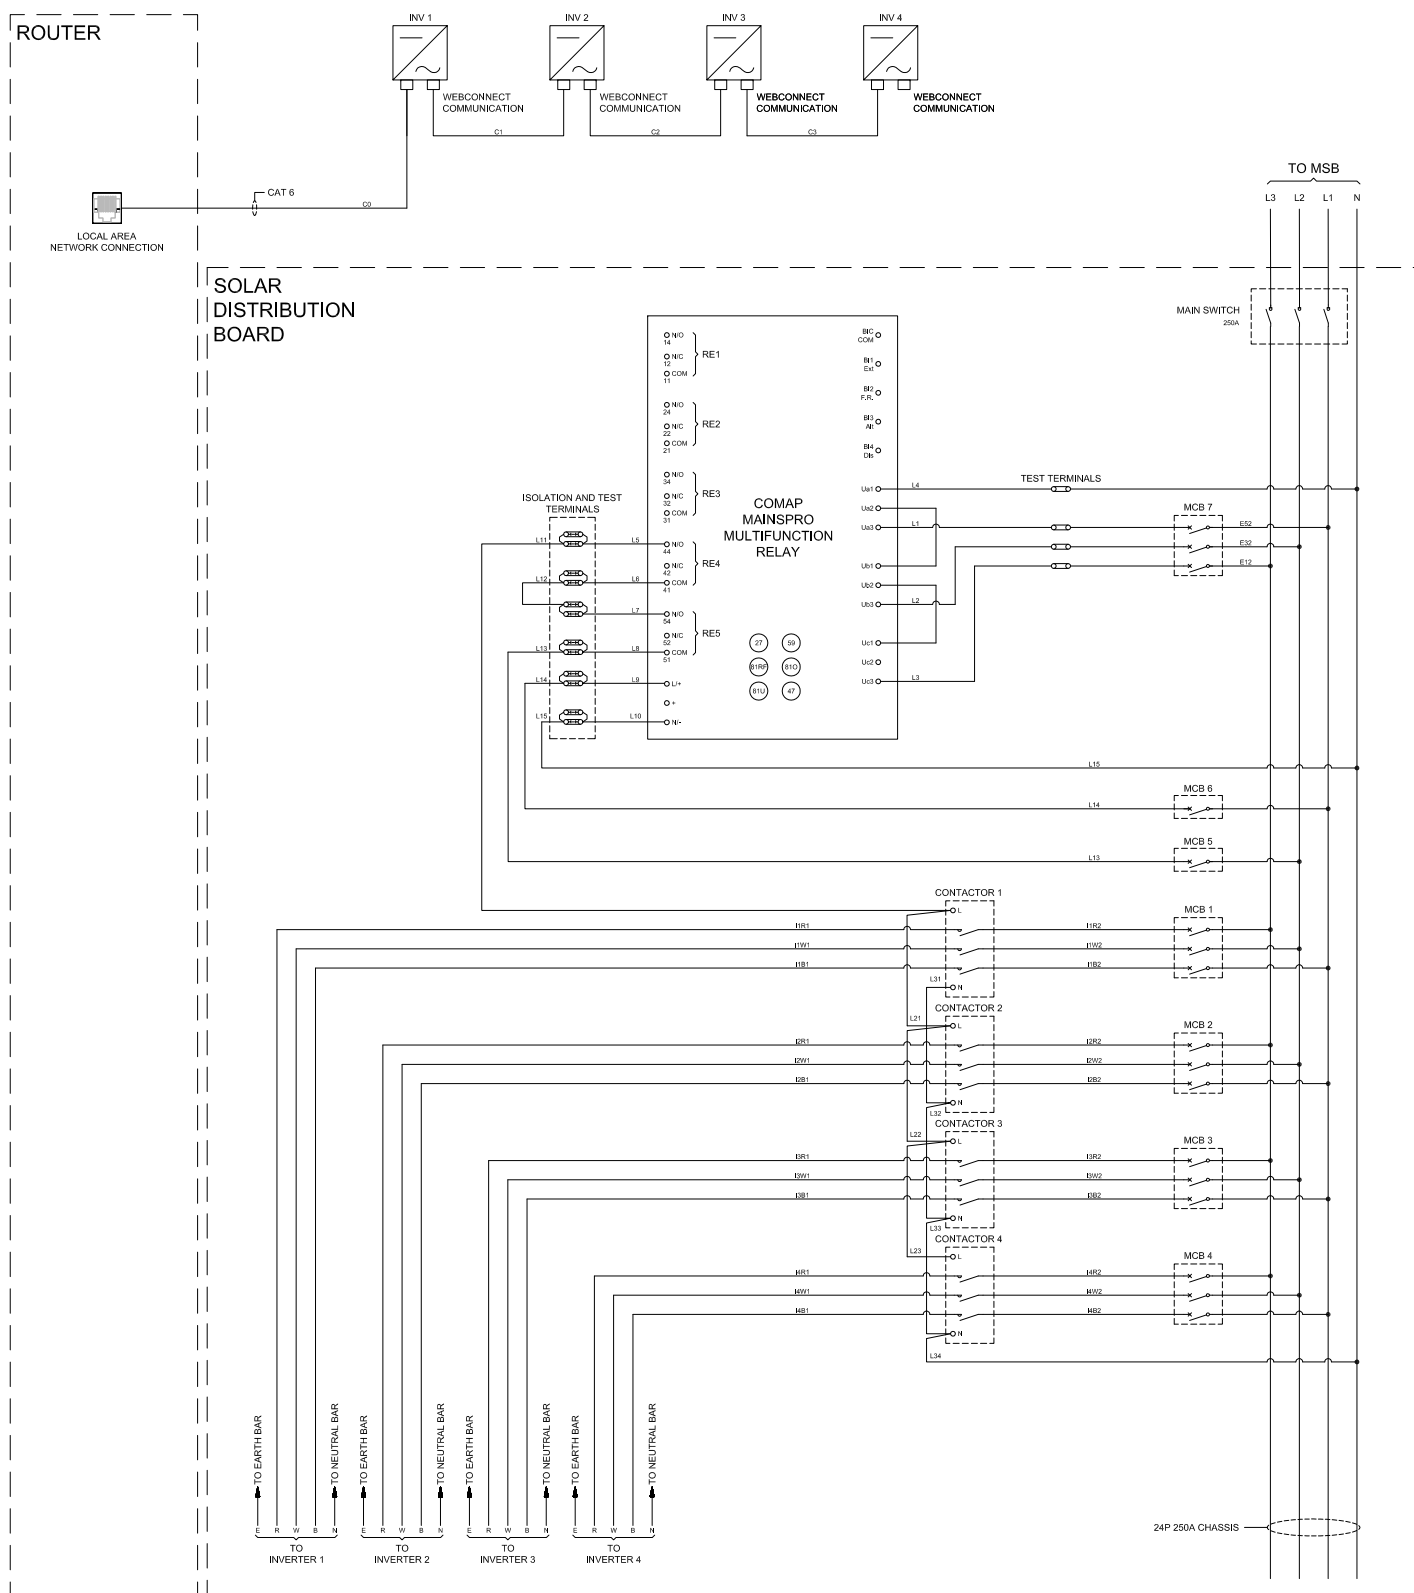 ROUTER
INV 1
INV 2
INV 3
INV 4
WEBCONNECT
COMMUNICATION
WEBCONNECT
COMMUNICATION
WEBCONNECT
COMMUNICATION
WEBCONNECT
COMMUNICATION
C1
C2
C3
CAT 6
C0
LOCAL AREA
NETWORK CONNECTION
TO MSB
L3
L2
L1
N
SOLAR
DISTRIBUTION
BOARD
MAIN SWITCH
250A
N/O
14
N/C
12
COM
11
RE1
N/O
24
N/C
22
COM
21
RE2
N/O
34
N/C
32
COM
31
RE3
N/O
44
N/C
42
COM
41
RE4
N/O
54
N/C
52
COM
51
RE5
L/+
+
N/-
BIC
COM
BI1
Ext
BI2
F.R.
BI3
Alt
BI4
Dis
Ua1
Ua2
Ua3
Ub1
Ub2
Ub3
Uc1
Uc2
Uc3
COMAP
MAINSPRO
MULTIFUNCTION
RELAY
27
59
81RF
81O
81U
47
ISOLATION AND TEST
TERMINALS
L11
L5
L12
L6
L7
L13
L8
L14
L9
L15
L10
L4
L1
L2
L3
TEST TERMINALS
MCB 7
E52
E32
E12
L15
MCB 6
L14
MCB 5
L13
CONTACTOR 1
L
N
MCB 1
I1R1
I1R2
I1W1
I1W2
I1B1
I1B2
L31
L21
CONTACTOR 2
L
N
MCB 2
I2R1
I2R2
I2W1
I2W2
I2B1
I2B2
L32
L22
CONTACTOR 3
L
N
MCB 3
I3R1
I3R2
I3W1
I3W2
I3B1
I3B2
L33
L23
CONTACTOR 4
L
N
MCB 4
I4R1
I4R2
I4W1
I4W2
I4B1
I4B2
L34
TO EARTH BAR
TO NEUTRAL BAR
TO EARTH BAR
TO NEUTRAL BAR
TO EARTH BAR
TO NEUTRAL BAR
TO EARTH BAR
TO NEUTRAL BAR
E R W B N
E R W B N
E R W B N
E R W B N
TO
INVERTER 1
TO
INVERTER 2
TO
INVERTER 3
TO
INVERTER 4
24P 250A CHASSIS